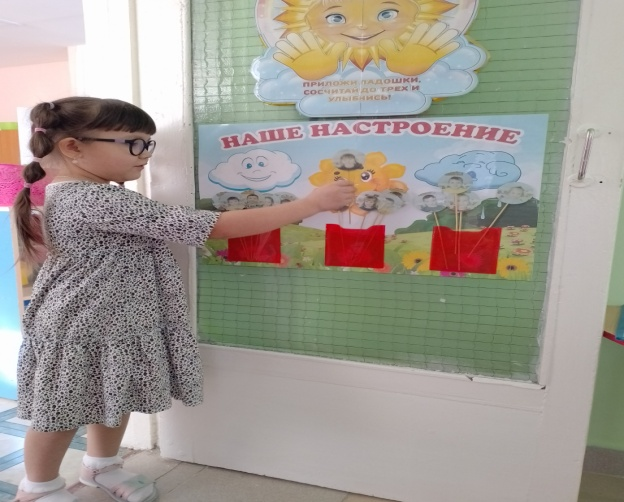 ПРИЛОЖИ ЛАДОШКИ,
СОСЧИТАЙ ДО ТРЕХ И
УЛЫБНИСЬ!
НАШЕ НАСТРОЕНИЕ